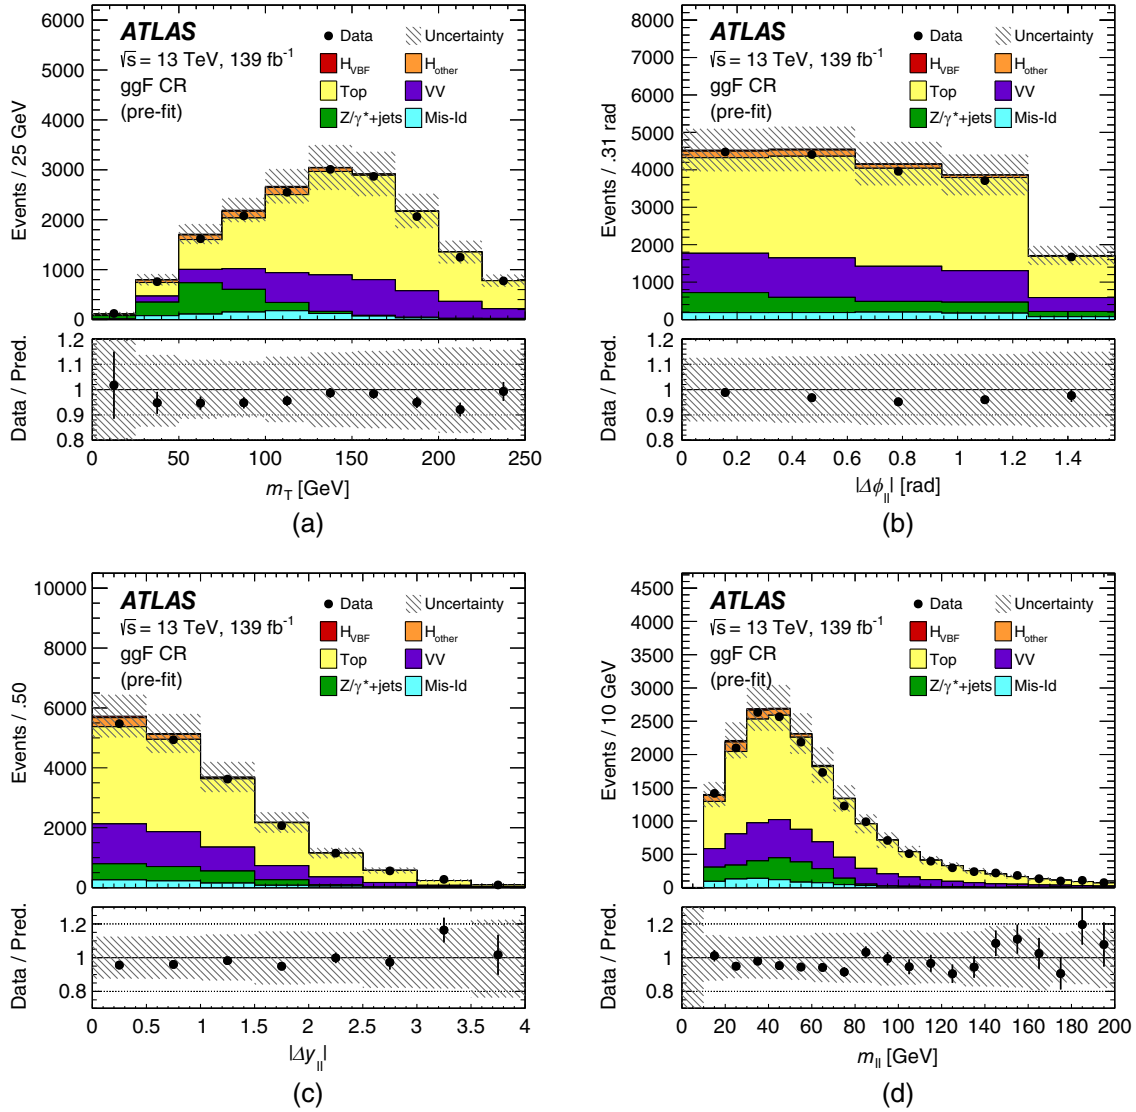 ATLAS
√s = 13 TeV, 139 fb⁻¹
ggF CR
(pre-fit)
Data
Uncertainty
H_VBF
H_other
Top
VV
Z/γ*+jets
Mis-Id
Events / 25 GeV
6000
5000
4000
3000
2000
1000
0
Data / Pred.
1.2
1.1
1
0.9
0.8
0 50 100 150 200 250
m_T [GeV]
(a)
ATLAS
√s = 13 TeV, 139 fb⁻¹
ggF CR
(pre-fit)
Data
Uncertainty
H_VBF
H_other
Top
VV
Z/γ*+jets
Mis-Id
Events / .31 rad
8000
7000
6000
5000
4000
3000
2000
1000
0
Data / Pred.
1.2
1.1
1
0.9
0.8
0 0.2 0.4 0.6 0.8 1 1.2 1.4
|Δϕ_ll| [rad]
(b)
ATLAS
√s = 13 TeV, 139 fb⁻¹
ggF CR
(pre-fit)
Data
Uncertainty
H_VBF
H_other
Top
VV
Z/γ*+jets
Mis-Id
Events / .50
10000
8000
6000
4000
2000
0
Data / Pred.
1.2
1
0.8
0 0.5 1 1.5 2 2.5 3 3.5 4
|Δy_ll|
(c)
ATLAS
√s = 13 TeV, 139 fb⁻¹
ggF CR
(pre-fit)
Data
Uncertainty
H_VBF
H_other
Top
VV
Z/γ*+jets
Mis-Id
Events / 10 GeV
4500
4000
3500
3000
2500
2000
1500
1000
500
0
Data / Pred.
1.2
1
0.8
0 20 40 60 80 100 120 140 160 180 200
m_ll [GeV]
(d)